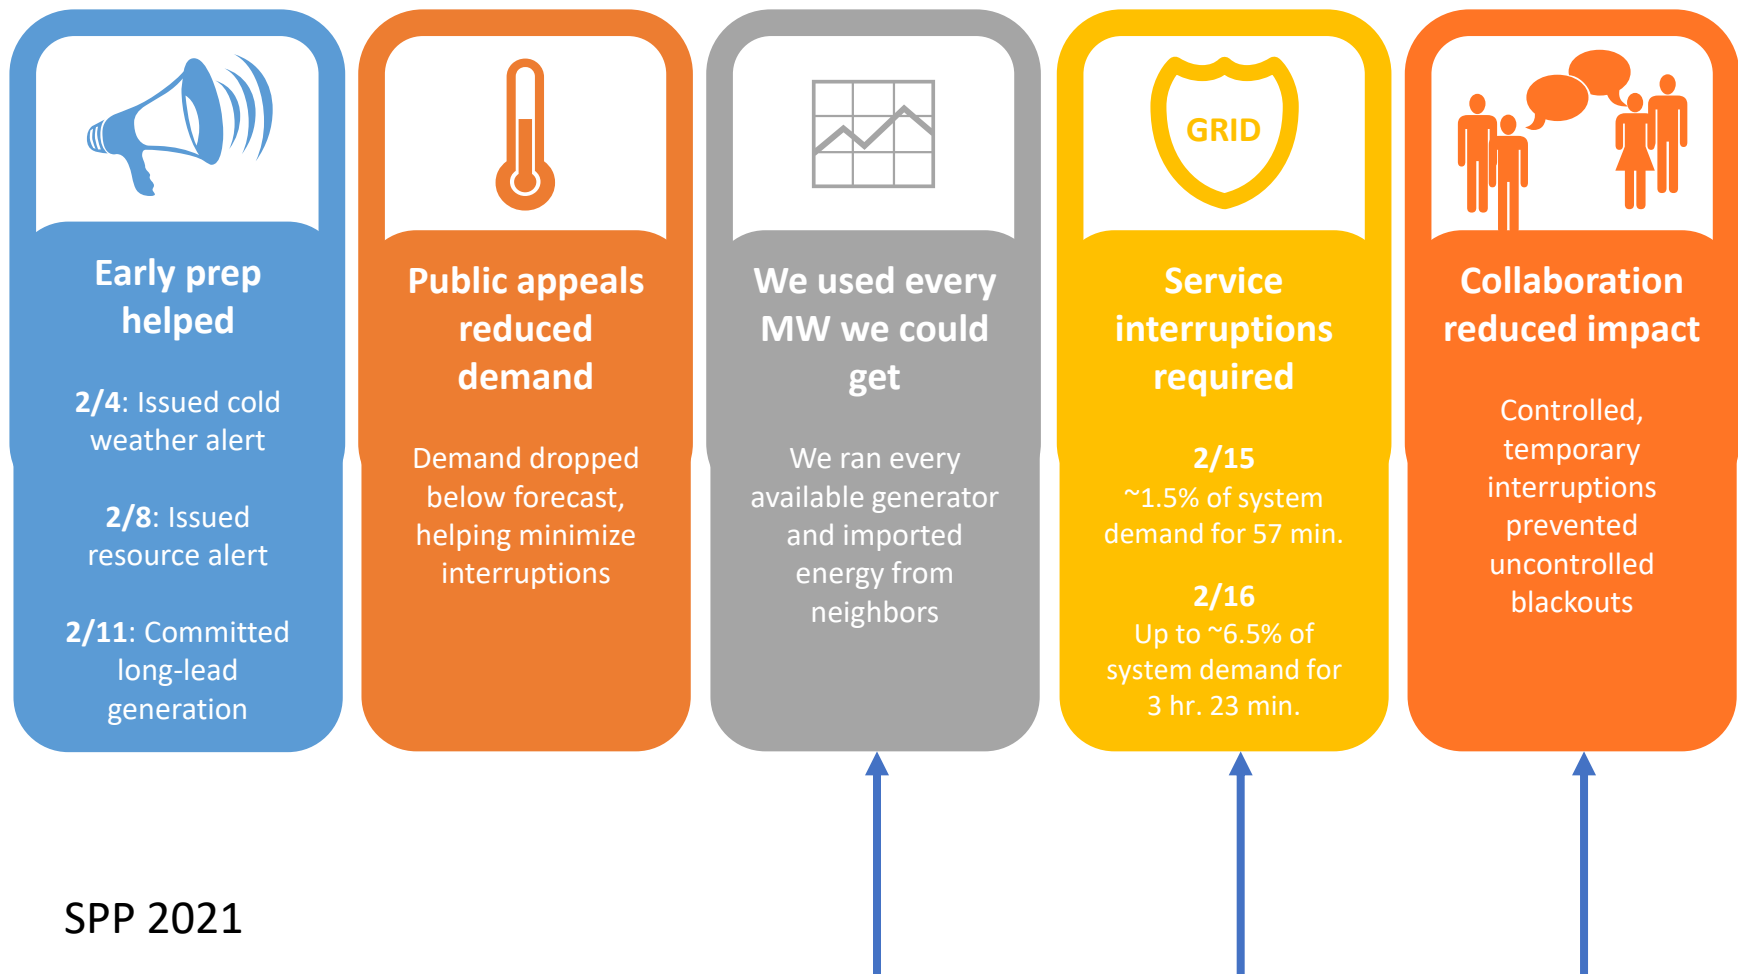 Early prep
helped
2/4: Issued cold
weather alert
2/8: Issued
resource alert
2/11: Committed
long-lead
generation
Public appeals
reduced
demand
Demand dropped
below forecast,
helping minimize
interruptions
We used every
MW we could
get
We ran every
available generator
and imported
energy from
neighbors
GRID
Service
interruptions
required
2/15
~1.5% of system
demand for 57 min.
2/16
Up to ~6.5% of
system demand for
3 hr. 23 min.
Collaboration
reduced impact
Controlled,
temporary
interruptions
prevented
uncontrolled
blackouts
SPP 2021